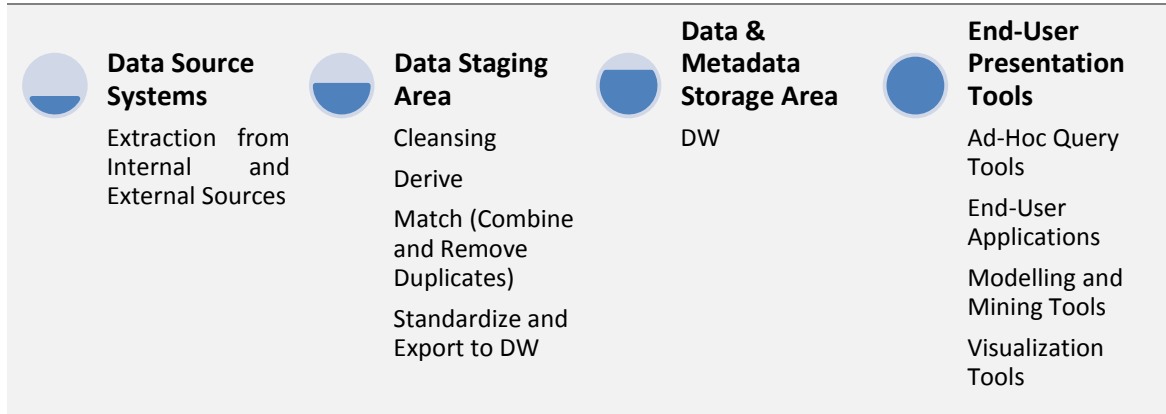 Data Source
Systems
Extraction from
Internal and
External Sources
Data Staging
Area
Cleansing
Derive
Match (Combine
and Remove
Duplicates)
Standardize and
Export to DW
Data &
Metadata
Storage Area
DW
End-User
Presentation
Tools
Ad-Hoc Query
Tools
End-User
Applications
Modelling and
Mining Tools
Visualization
Tools